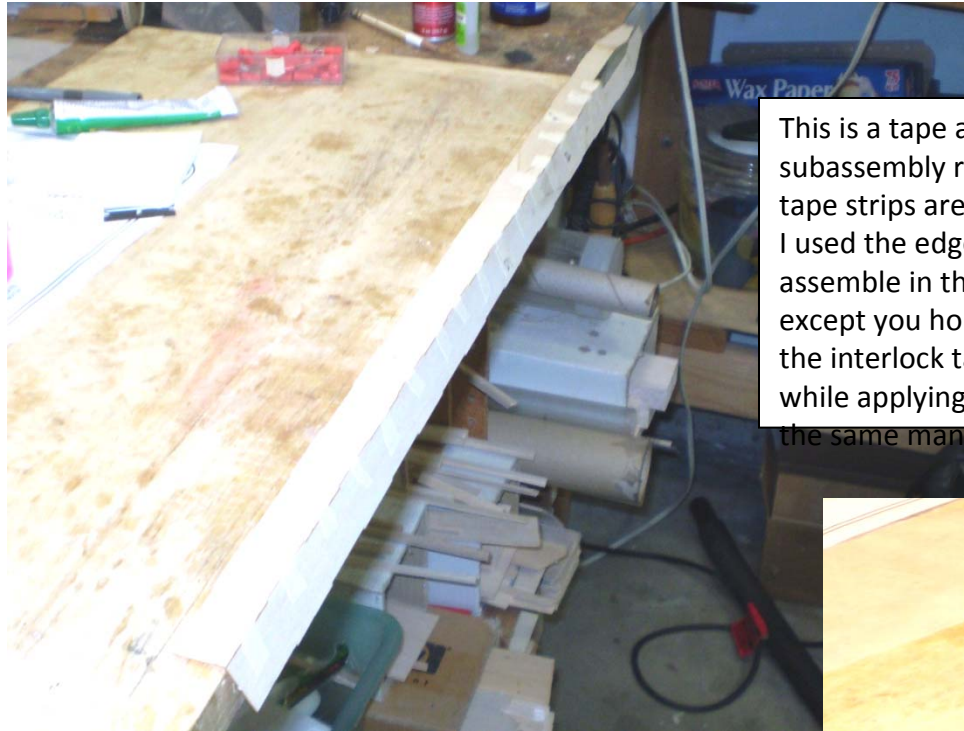 Wax Paper
This is a tape a
subassembly r
tape strips are
I used the edge
assemble in th
except you ho
the interlock ta
while applying
the same man